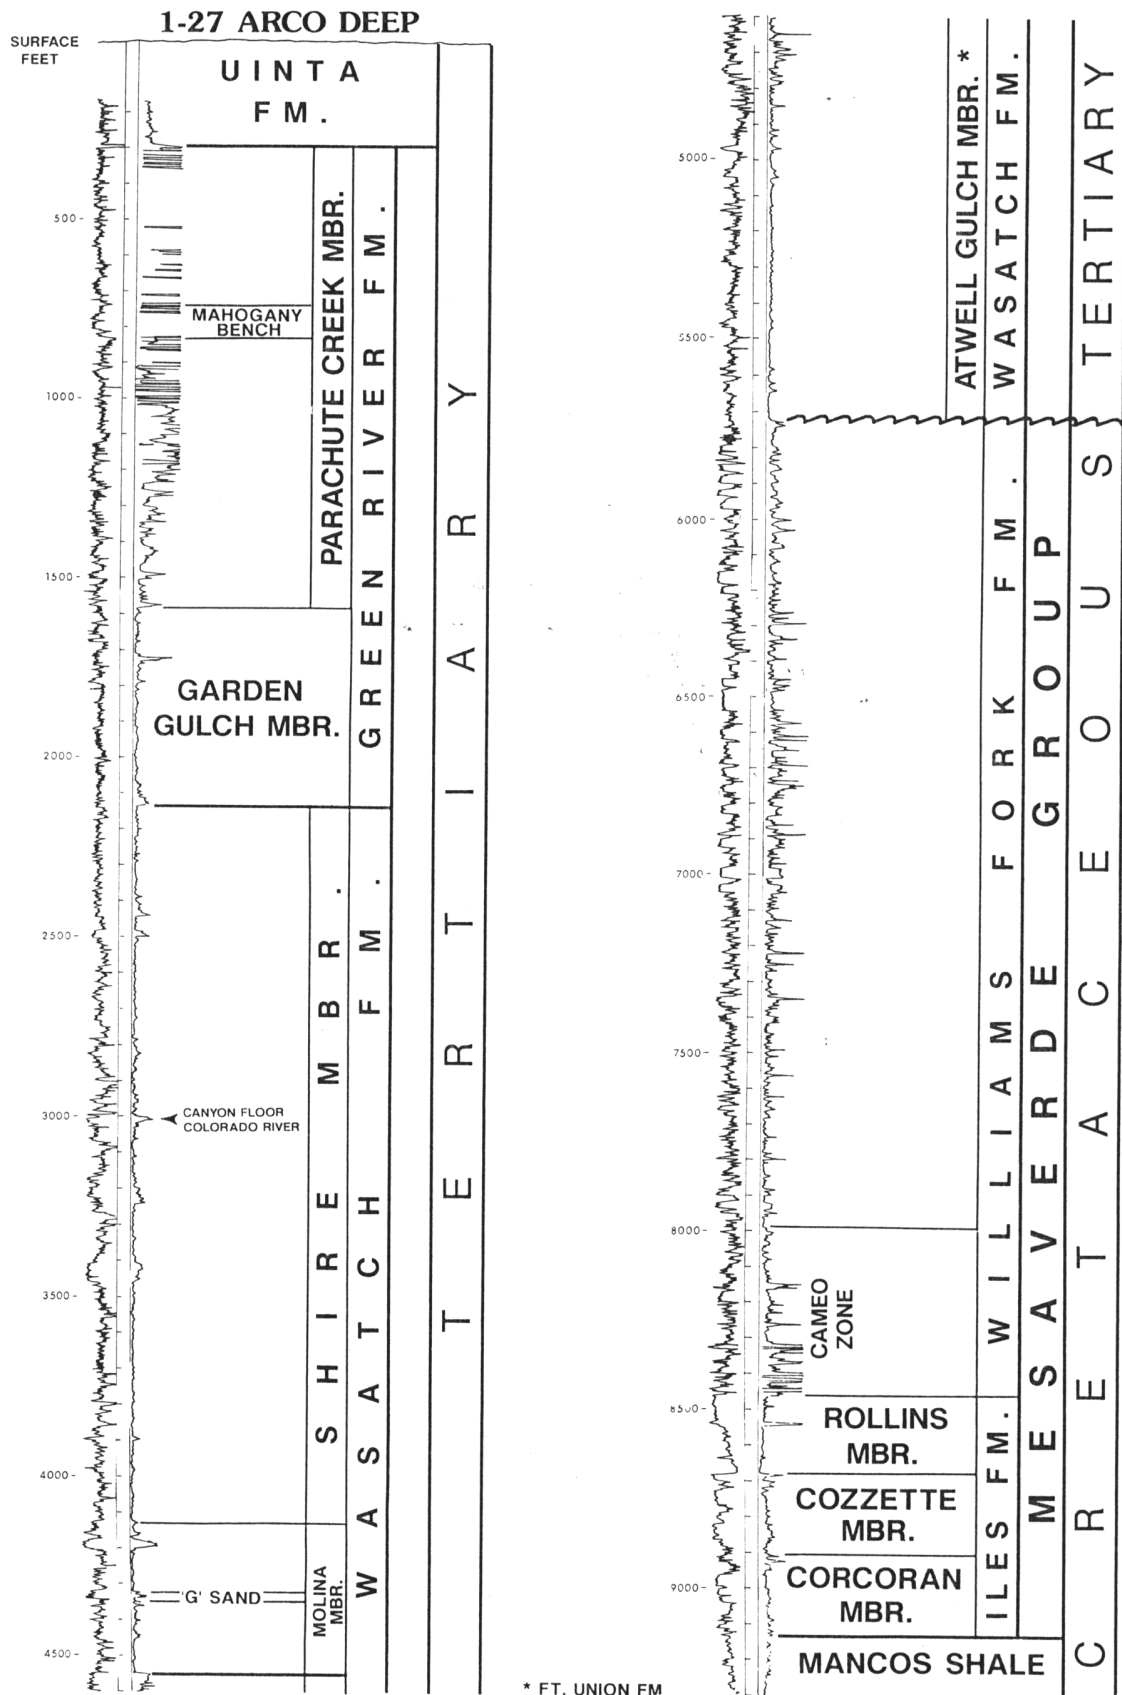 1-27 ARCO DEEP
SURFACE
FEET
UINTA
FM.
500
1000
1500
2000
2500
3000
3500
4000
4500
MAHOGANY
BENCH
PARACHUTE CREEK MBR.
GREEN RIVER FM.
GARDEN
GULCH MBR.
SHIRE MBR.
WASATCH FM.
CANYON FLOOR
COLORADO RIVER
'G' SAND
MOLINA
MBR.
TERTIARY
5000
5500
6000
6500
7000
7500
8000
8500
9000
ATWELL GULCH MBR. *
WASATCH FM.
TERTIARY
WILLIAMS FORK FM.
MESAVERDE GROUP
CRETACEOUS
CAMEO
ZONE
ROLLINS
MBR.
COZZETTE
MBR.
CORCORAN
MBR.
ILES FM.
MANCOS SHALE
* FT. UNION FM